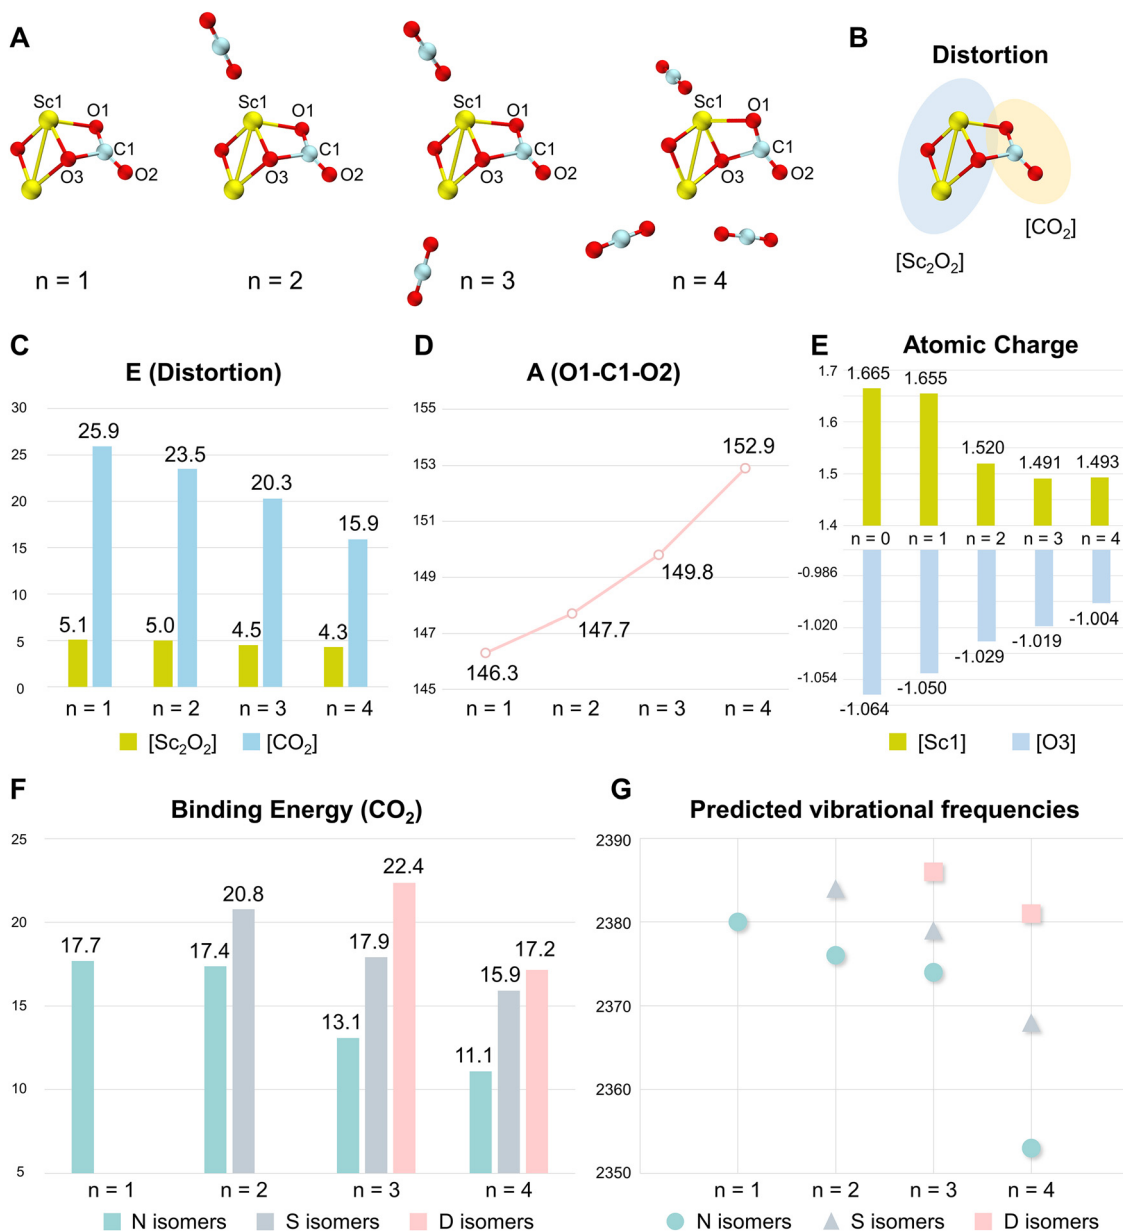 A
B
Distortion
Sc1
O1
C1
O2
O3
n = 1
Sc1
O1
C1
O2
O3
n = 2
Sc1
O1
C1
O2
O3
n = 3
Sc1
O1
C1
O2
O3
n = 4
[CO₂]
[Sc₂O₂]
C
E (Distortion)
30
25
20
15
10
5
0
25.9
23.5
20.3
15.9
5.1
5.0
4.5
4.3
n = 1
n = 2
n = 3
n = 4
[Sc₂O₂]
[CO₂]
D
A (O1-C1-O2)
155
153
151
149
147
145
152.9
149.8
147.7
146.3
n = 1
n = 2
n = 3
n = 4
E
Atomic Charge
1.7
1.6
1.5
1.4
1.665
1.655
1.520
1.491
1.493
n = 0
n = 1
n = 2
n = 3
n = 4
-0.986
-1.020
-1.054
-1.064
-1.050
-1.029
-1.019
-1.004
[Sc1]
[O3]
F
Binding Energy (CO₂)
25
20
15
10
5
17.7
17.4
20.8
13.1
17.9
22.4
11.1
15.9
17.2
n = 1
n = 2
n = 3
n = 4
N isomers
S isomers
D isomers
G
Predicted vibrational frequencies
2390
2380
2370
2360
2350
n = 1
n = 2
n = 3
n = 4
N isomers
S isomers
D isomers